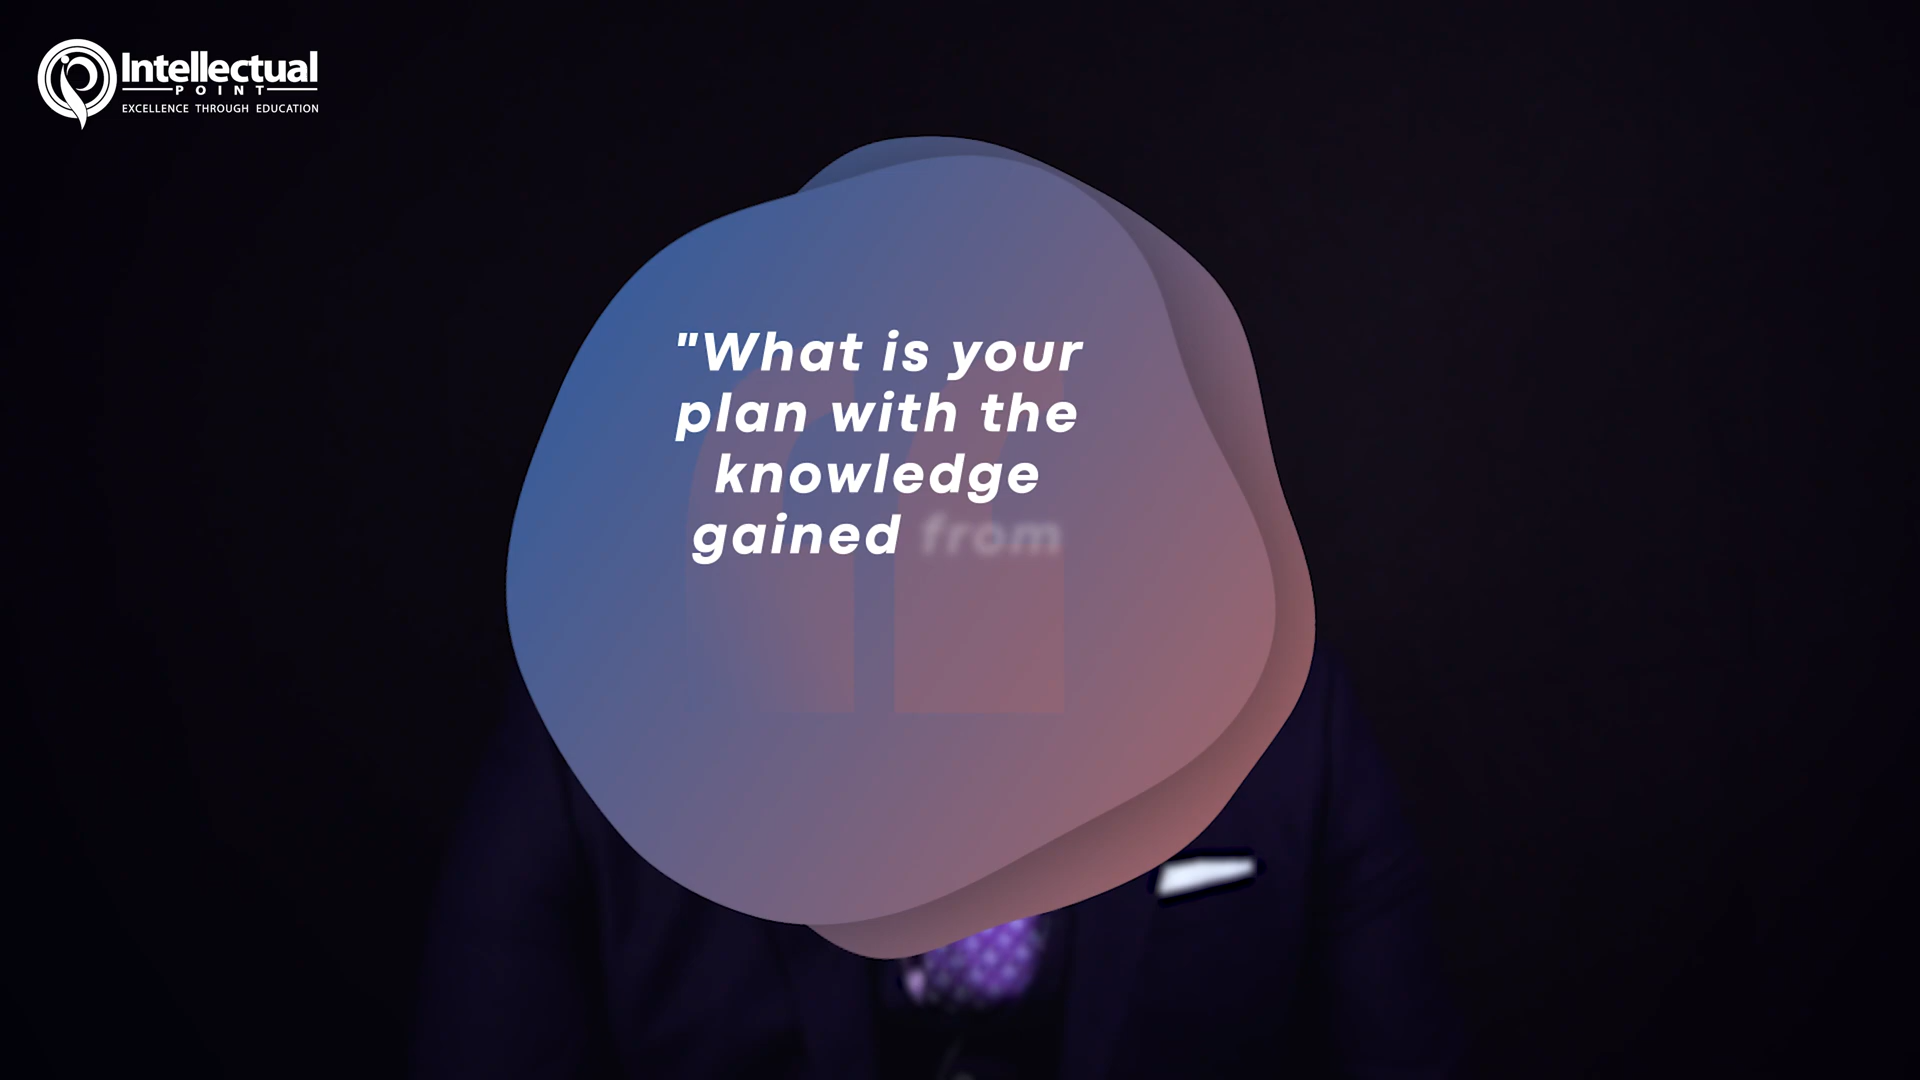 Intellectual
POINT
EXCELLENCE THROUGH EDUCATION
"What is your
plan with the
knowledge
gained from